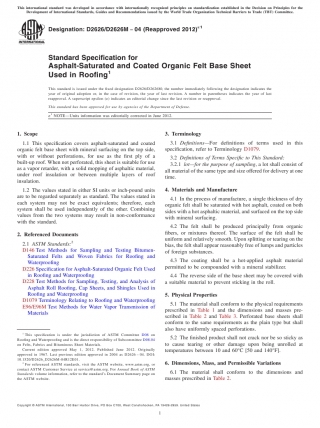 This international standard was developed in accordance with internationally recognized principles on standardization established in the Decision on Principles for the
Development of International Standards, Guides and Recommendations issued by the World Trade Organization Technical Barriers to Trade (TBT) Committee.
Designation: D2626/D2626M – 04 (Reapproved 2012)ɛ1
Standard Specification for
Asphalt-Saturated and Coated Organic Felt Base Sheet
Used in Roofing1
This standard is issued under the fixed designation D2626/D2626M; the number immediately following the designation indicates the
year of original adoption or, in the case of revision, the year of last revision. A number in parentheses indicates the year of last
reapproval. A superscript epsilon (ɛ) indicates an editorial change since the last revision or reapproval.
This standard has been approved for use by agencies of the Department of Defense.
ɛ1 NOTE—Units information was editorially corrected in June 2012.
1. Scope
1.1 This specification covers asphalt-saturated and coated
organic felt base sheet with mineral surfacing on the top side,
with or without perforations, for use as the first ply of a
built-up roof. When not perforated, this sheet is suitable for use
as a vapor retarder, with a solid mopping of asphaltic material,
under roof insulation or between multiple layers of roof
insulation.
1.2 The values stated in either SI units or inch-pound units
are to be regarded separately as standard. The values stated in
each system may not be exact equivalents; therefore, each
system shall be used independently of the other. Combining
values from the two systems may result in non-conformance
with the standard.
2. Referenced Documents
2.1 ASTM Standards:2
D146 Test Methods for Sampling and Testing Bitumen-
Saturated Felts and Woven Fabrics for Roofing and
Waterproofing
D226 Specification for Asphalt-Saturated Organic Felt Used
in Roofing and Waterproofing
D228 Test Methods for Sampling, Testing, and Analysis of
Asphalt Roll Roofing, Cap Sheets, and Shingles Used in
Roofing and Waterproofing
D1079 Terminology Relating to Roofing and Waterproofing
E96/E96M Test Methods for Water Vapor Transmission of
Materials
1 This specification is under the jurisdiction of ASTM Committee D08 on
Roofing and Waterproofing and is the direct responsibility of Subcommittee D08.04
on Felts, Fabrics and Bituminous Sheet Materials.
Current edition approved May 1, 2012. Published June 2012. Originally
2 For referenced ASTM standards, visit the ASTM website, www.astm.org, or
contact ASTM Customer Service at service@astm.org. For Annual Book of ASTM
Standards volume information, refer to the standard's Document Summary page on
the ASTM website.
3. Terminology
3.1 Definitions—For definitions of terms used in this
specification, refer to Terminology D1079.
3.2 Definitions of Terms Specific to This Standard:
3.2.1 lot—for the purpose of sampling, a lot shall consist of
all material of the same type and size offered for delivery at one
time.
4. Materials and Manufacture
4.1 In the process of manufacture, a single thickness of dry
organic felt shall be saturated with hot asphalt, coated on both
sides with a hot asphaltic material, and surfaced on the top side
with mineral surfacing.
4.2 The felt shall be produced principally from organic
fibers, or mixtures thereof. The surface of the felt shall be
uniform and relatively smooth. Upon splitting or tearing on the
bias, the felt shall appear reasonably free of lumps and particles
of foreign substances.
4.3 The coating shall be a hot-applied asphalt material
permitted to be compounded with a mineral stabilizer.
4.4 The reverse side of the base sheet may be covered with
a suitable material to prevent sticking in the roll.
5. Physical Properties
5.1 The material shall conform to the physical requirements
prescribed in Table 1 and the dimensions and masses pre-
scribed in Table 2 and Table 3. Perforated base sheets shall
conform to the same requirements as the plain type but shall
also have uniformly spaced perforations.
5.2 The finished product shall not crack nor be so sticky as
to cause tearing or other damage upon being unrolled at
temperatures between 10 and 60°C [50 and 140°F].
6. Dimensions, Mass, and Permissible Variations
6.1 The material shall conform to the dimensions and
masses prescribed in Table 2.
Copyright © ASTM International, 100 Barr Harbor Drive, PO Box C700, West Conshohocken, PA 19428-2959. United States
1